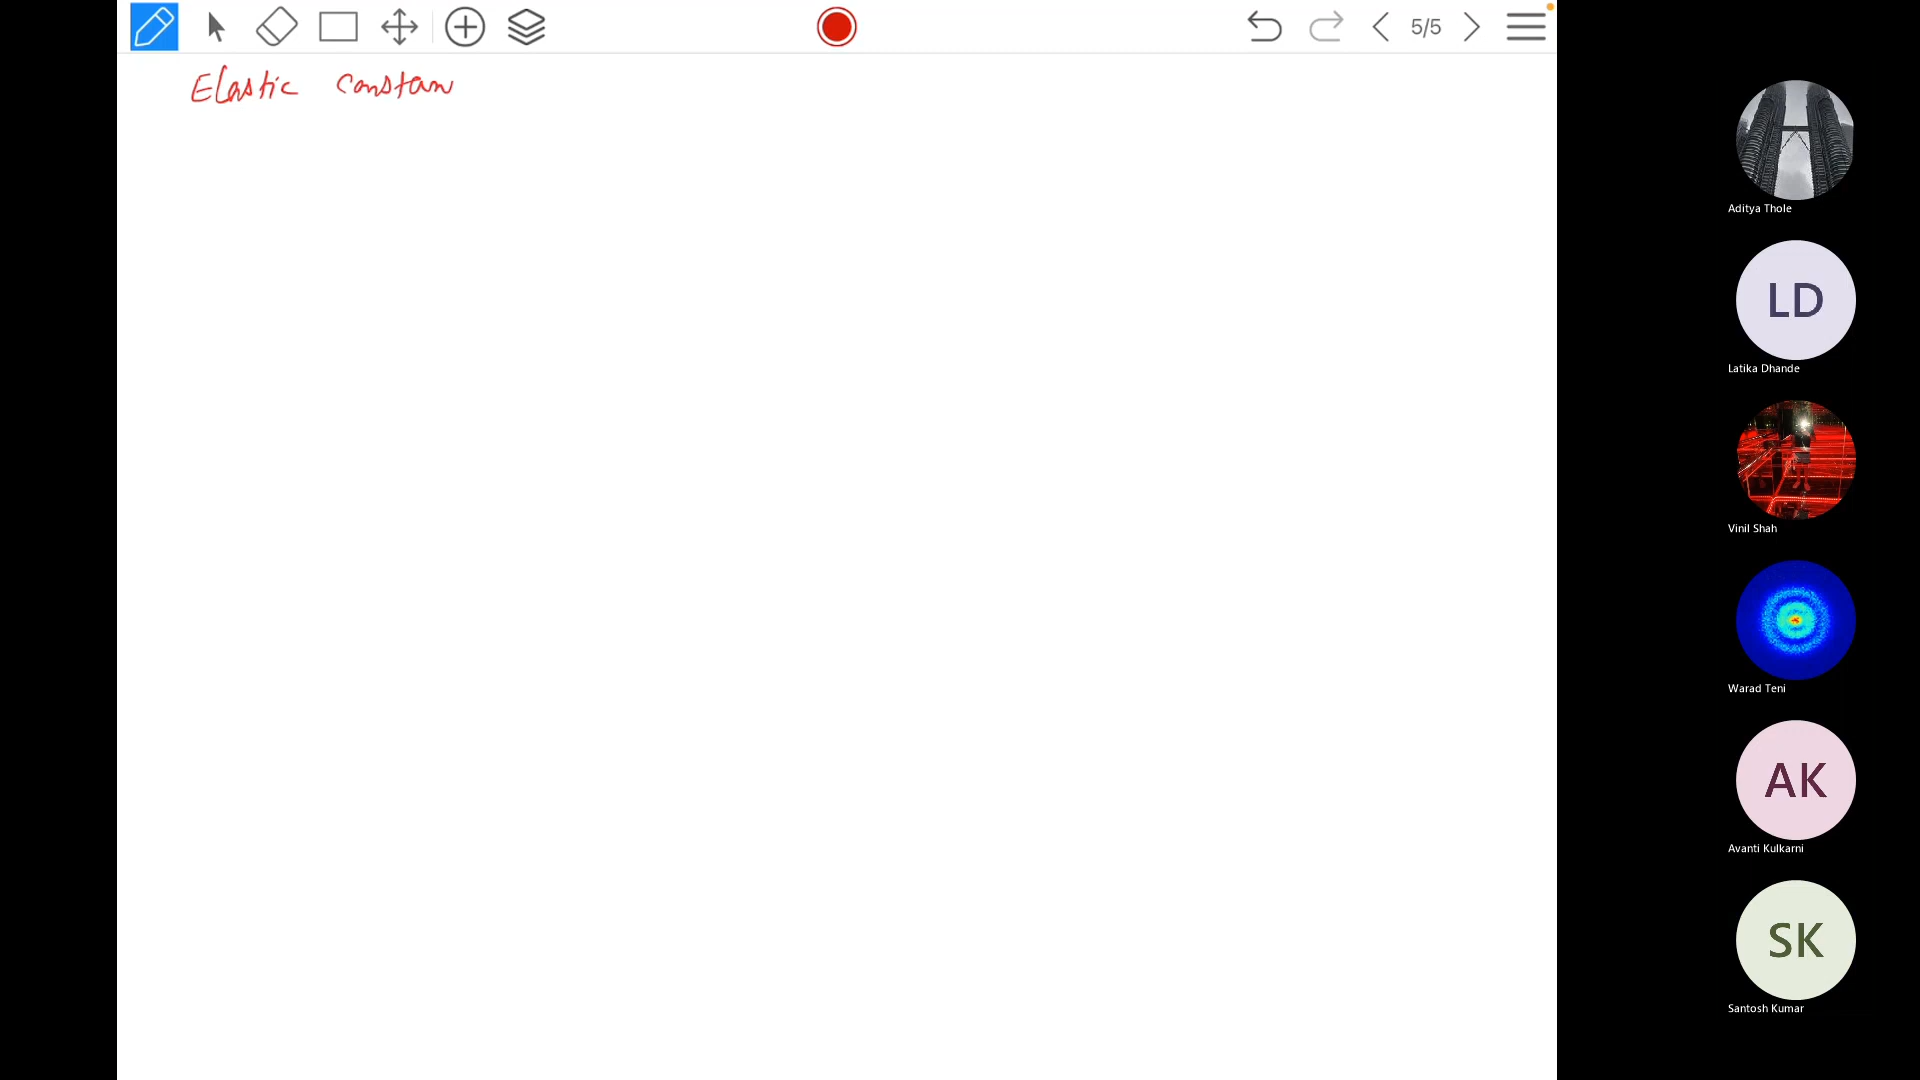 5/5
Elastic constan
Aditya Thole
LD
Latika Dhande
Vinil Shah
Warad Teni
AK
Avanti Kulkarni
SK
Santosh Kumar